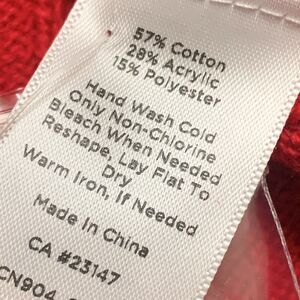 57% Cotton
28% Acrylic
15% Polyester
Hand Wash Cold
Only Non-Chlorine
Bleach When Needed
Reshape, Lay Flat To
Dry
Warm Iron, If Needed
Made In China
CA #23147
CN904